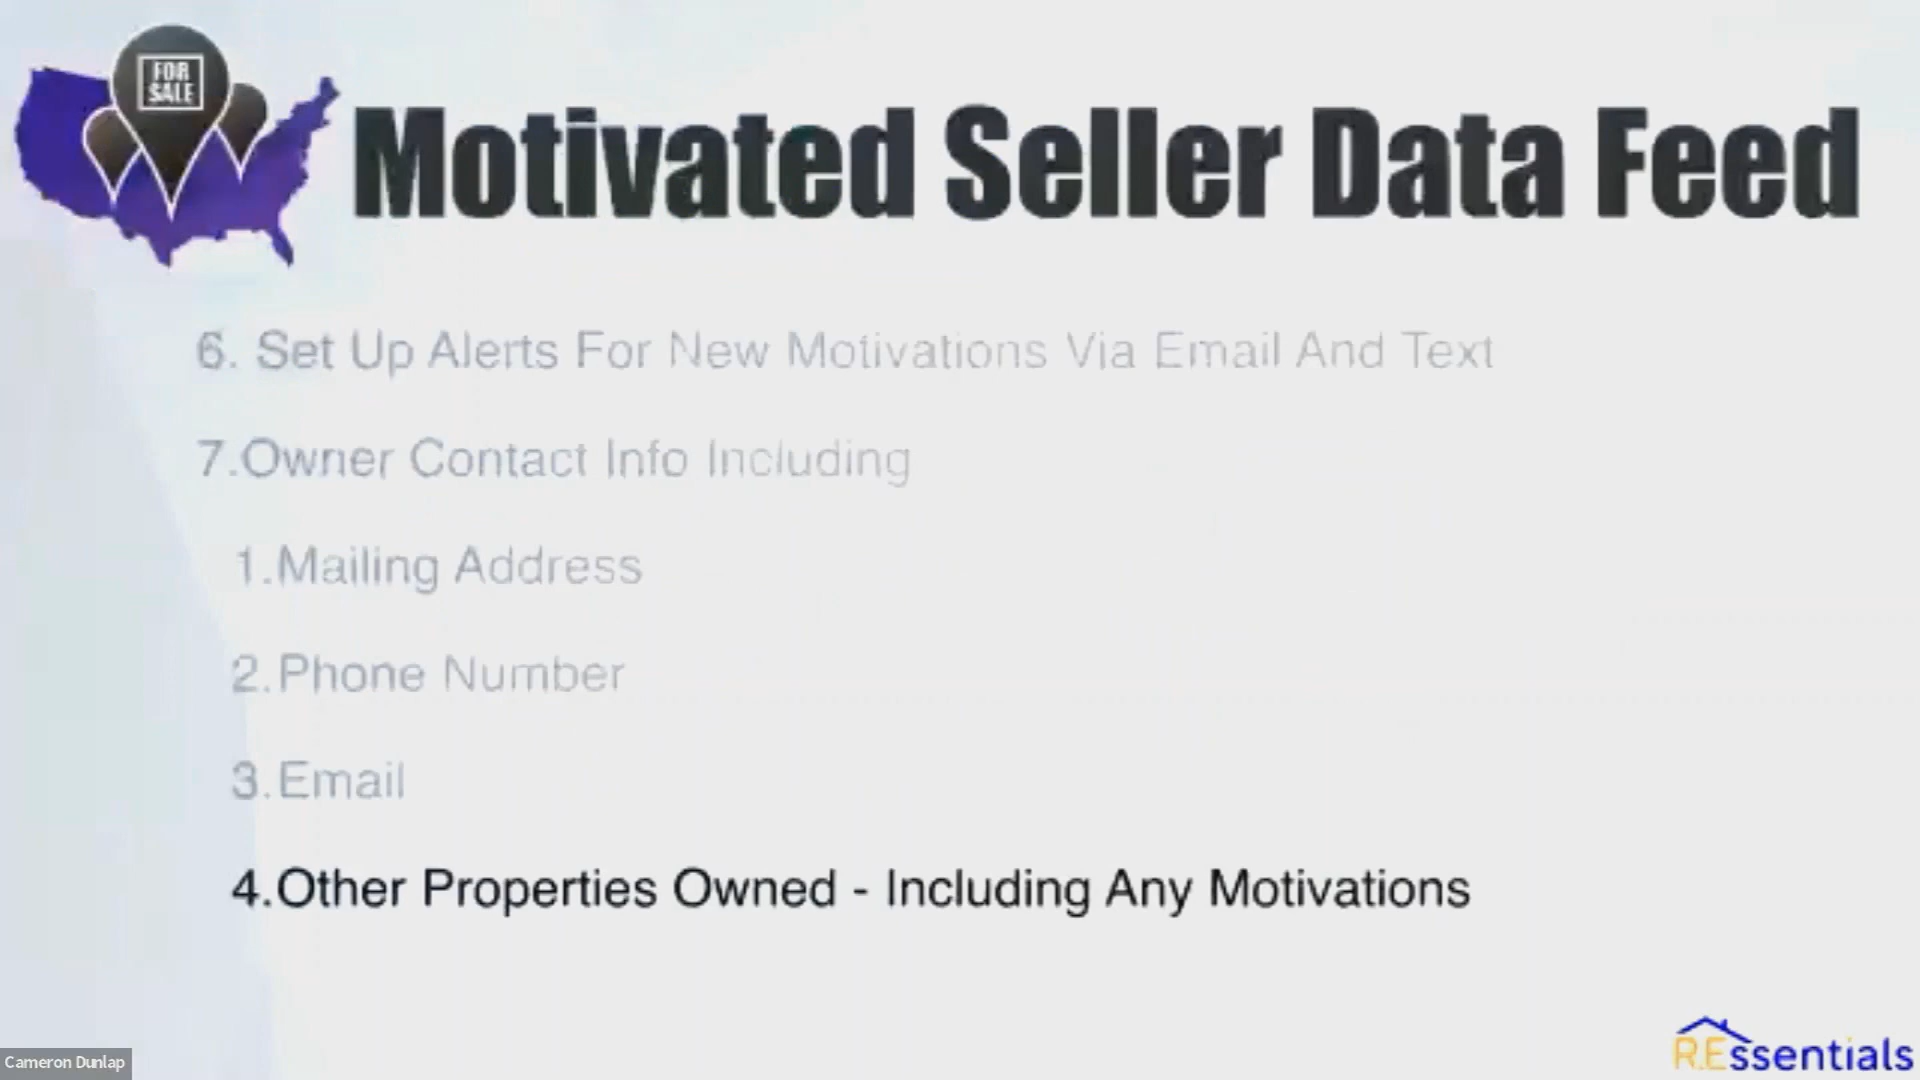 FOR
SALE
Motivated Seller Data Feed
6. Set Up Alerts For New Motivations Via Email And Text
7.Owner Contact Info Including
1.Mailing Address
2.Phone Number
3.Email
4.Other Properties Owned - Including Any Motivations
Cameron Dunlap
REssentials